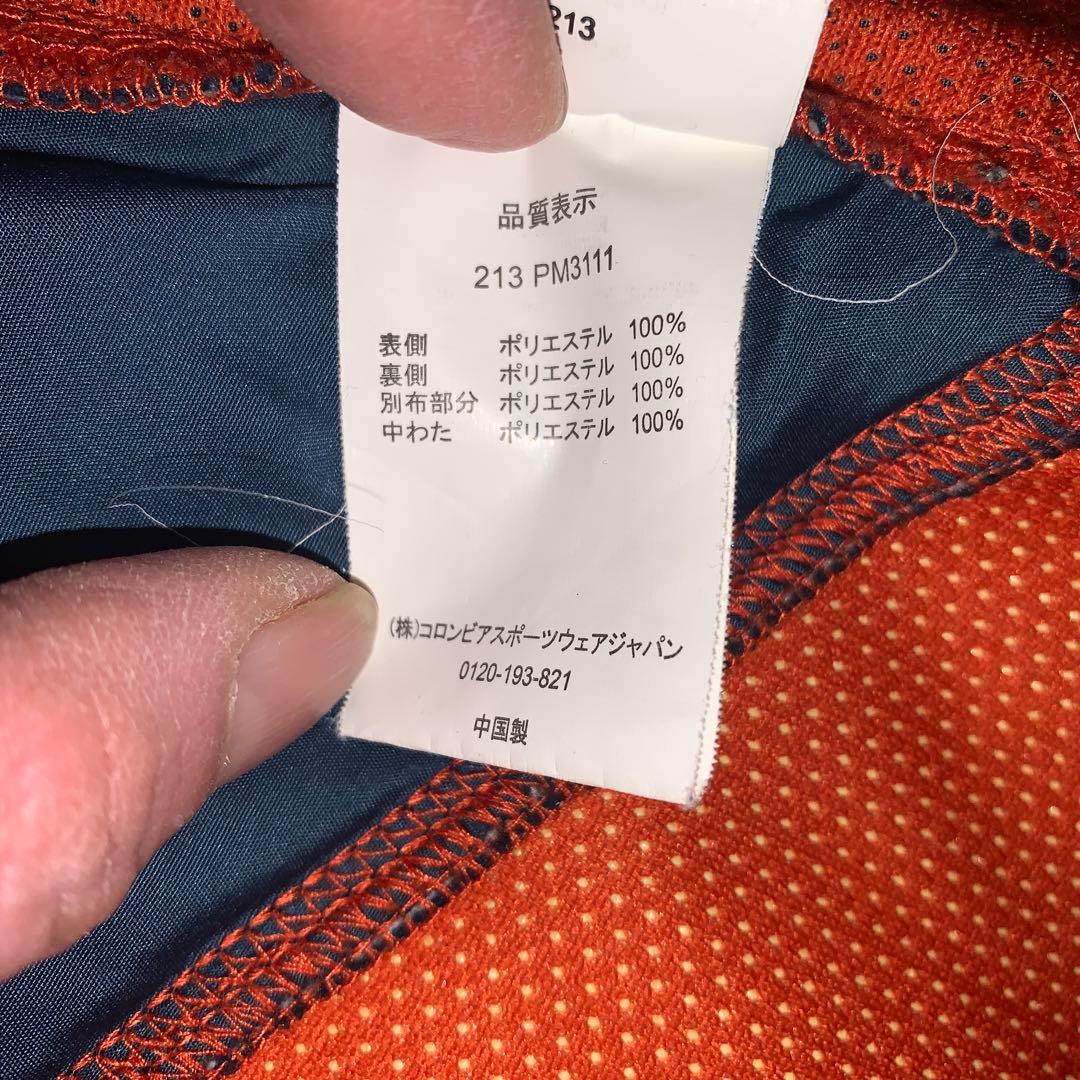 213
品質表示
213 PM3111
表側 ポリエステル 100%
裏側 ポリエステル 100%
別布部分 ポリエステル 100%
中わた ポリエステル 100%
(株)コロンビアスポーツウェアジャパン
0120-193-821
中国製